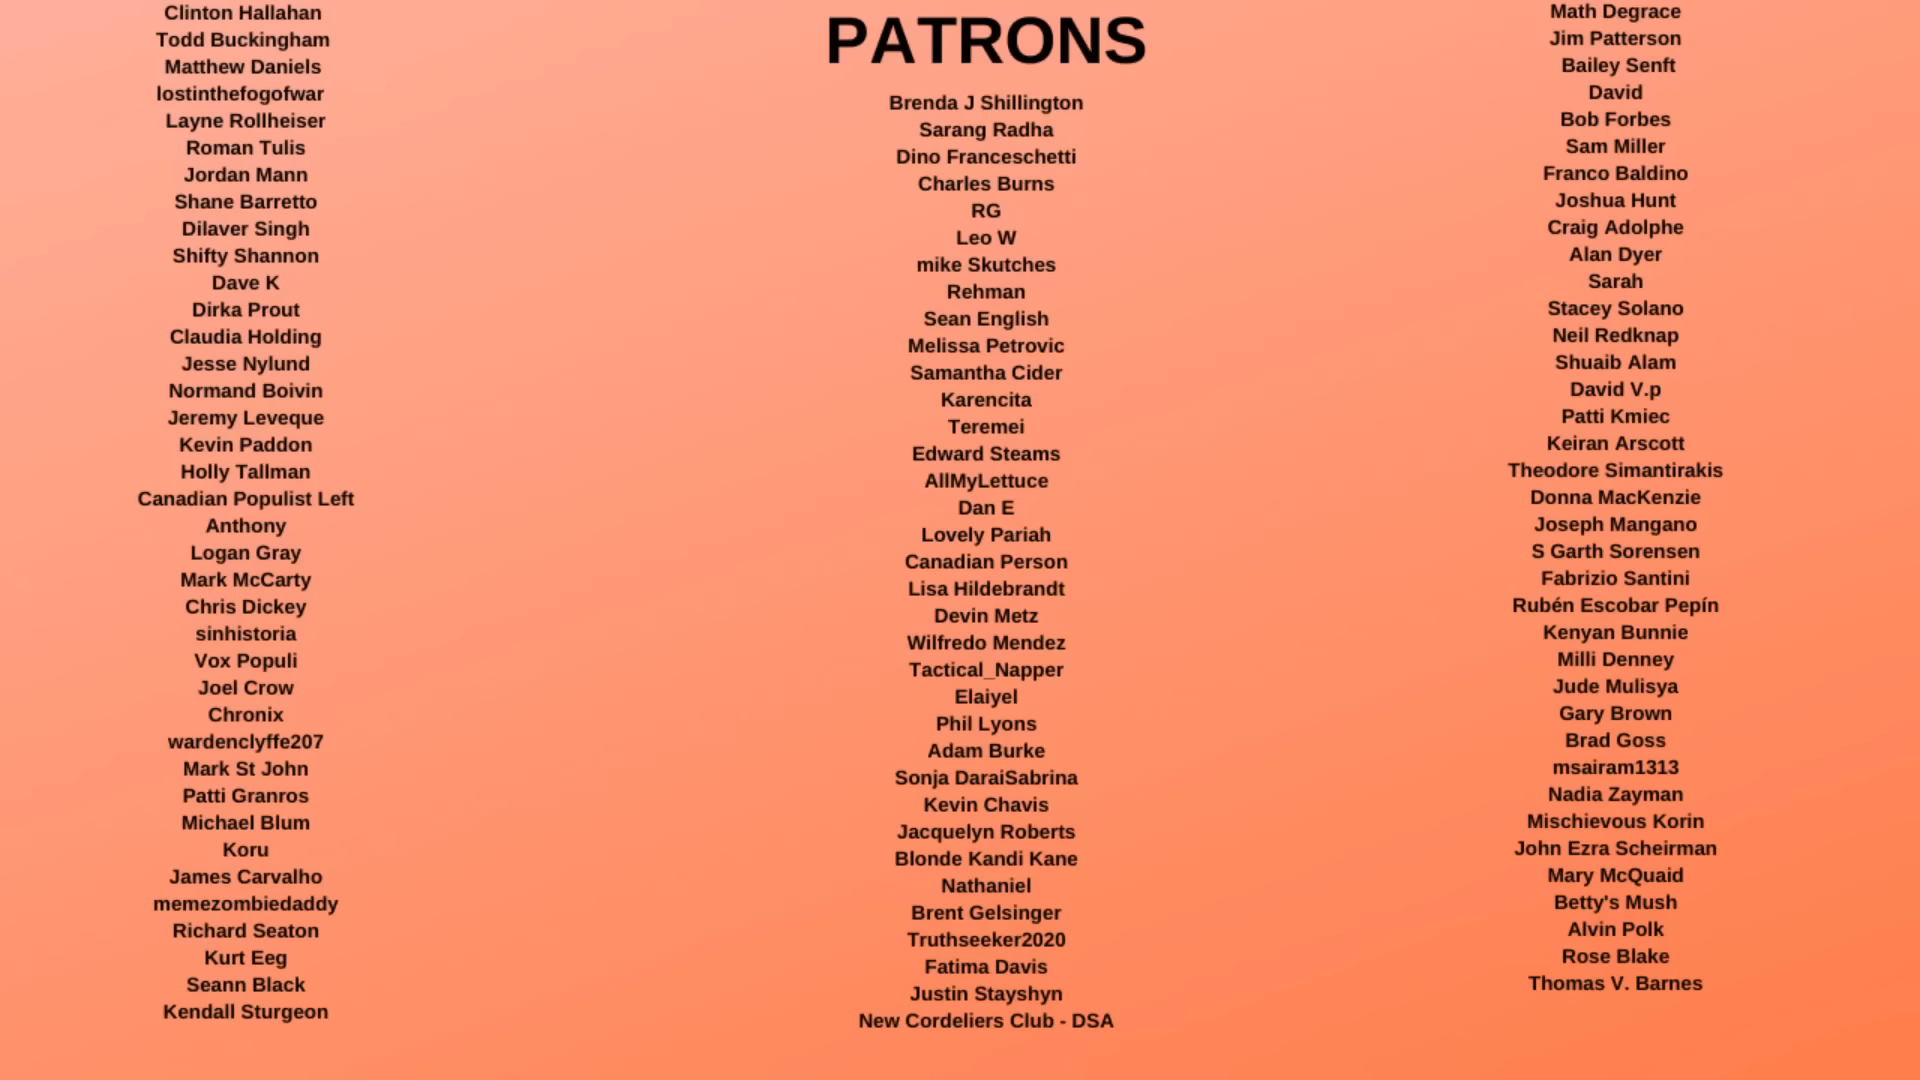 Clinton Hallahan
Todd Buckingham
Matthew Daniels
lostinthefogofwar
Layne Rollheiser
Roman Tulis
Jordan Mann
Shane Barretto
Dilaver Singh
Shifty Shannon
Dave K
Dirka Prout
Claudia Holding
Jesse Nylund
Normand Boivin
Jeremy Leveque
Kevin Paddon
Holly Tallman
Canadian Populist Left
Anthony
Logan Gray
Mark McCarty
Chris Dickey
sinhistoria
Vox Populi
Joel Crow
Chronix
wardenclyffe207
Mark St John
Patti Granros
Michael Blum
Koru
James Carvalho
memezombiedaddy
Richard Seaton
Kurt Eeg
Seann Black
Kendall Sturgeon
PATRONS
Brenda J Shillington
Sarang Radha
Dino Franceschetti
Charles Burns
RG
Leo W
mike Skutches
Rehman
Sean English
Melissa Petrovic
Samantha Cider
Karencita
Teremei
Edward Steams
AllMyLettuce
Dan E
Lovely Pariah
Canadian Person
Lisa Hildebrandt
Devin Metz
Wilfredo Mendez
Tactical_Napper
Elaiyel
Phil Lyons
Adam Burke
Sonja DaraiSabrina
Kevin Chavis
Jacquelyn Roberts
Blonde Kandi Kane
Nathaniel
Brent Gelsinger
Truthseeker2020
Fatima Davis
Justin Stayshyn
New Cordeliers Club - DSA
Math Degrace
Jim Patterson
Bailey Senft
David
Bob Forbes
Sam Miller
Franco Baldino
Joshua Hunt
Craig Adolphe
Alan Dyer
Sarah
Stacey Solano
Neil Redknap
Shuaib Alam
David V.p
Patti Kmiec
Keiran Arscott
Theodore Simantirakis
Donna MacKenzie
Joseph Mangano
S Garth Sorensen
Fabrizio Santini
Rubén Escobar Pepín
Kenyan Bunnie
Milli Denney
Jude Mulisya
Gary Brown
Brad Goss
msairam1313
Nadia Zayman
Mischievous Korin
John Ezra Scheirman
Mary McQuaid
Betty's Mush
Alvin Polk
Rose Blake
Thomas V. Barnes